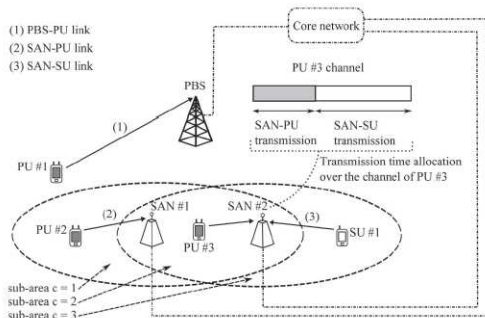 (1) PBS-PU link
(2) SAN-PU link
(3) SAN-SU link
Core network
PBS
PU #3 channel
(1)
SAN-PU transmission
SAN-SU transmission
PU #1
Transmission time allocation
over the channel of PU #3
SAN #1
SAN #2
(2)
(3)
PU #2
PU #3
SU #1
sub-area c = 1
sub-area c = 2
sub-area c = 3